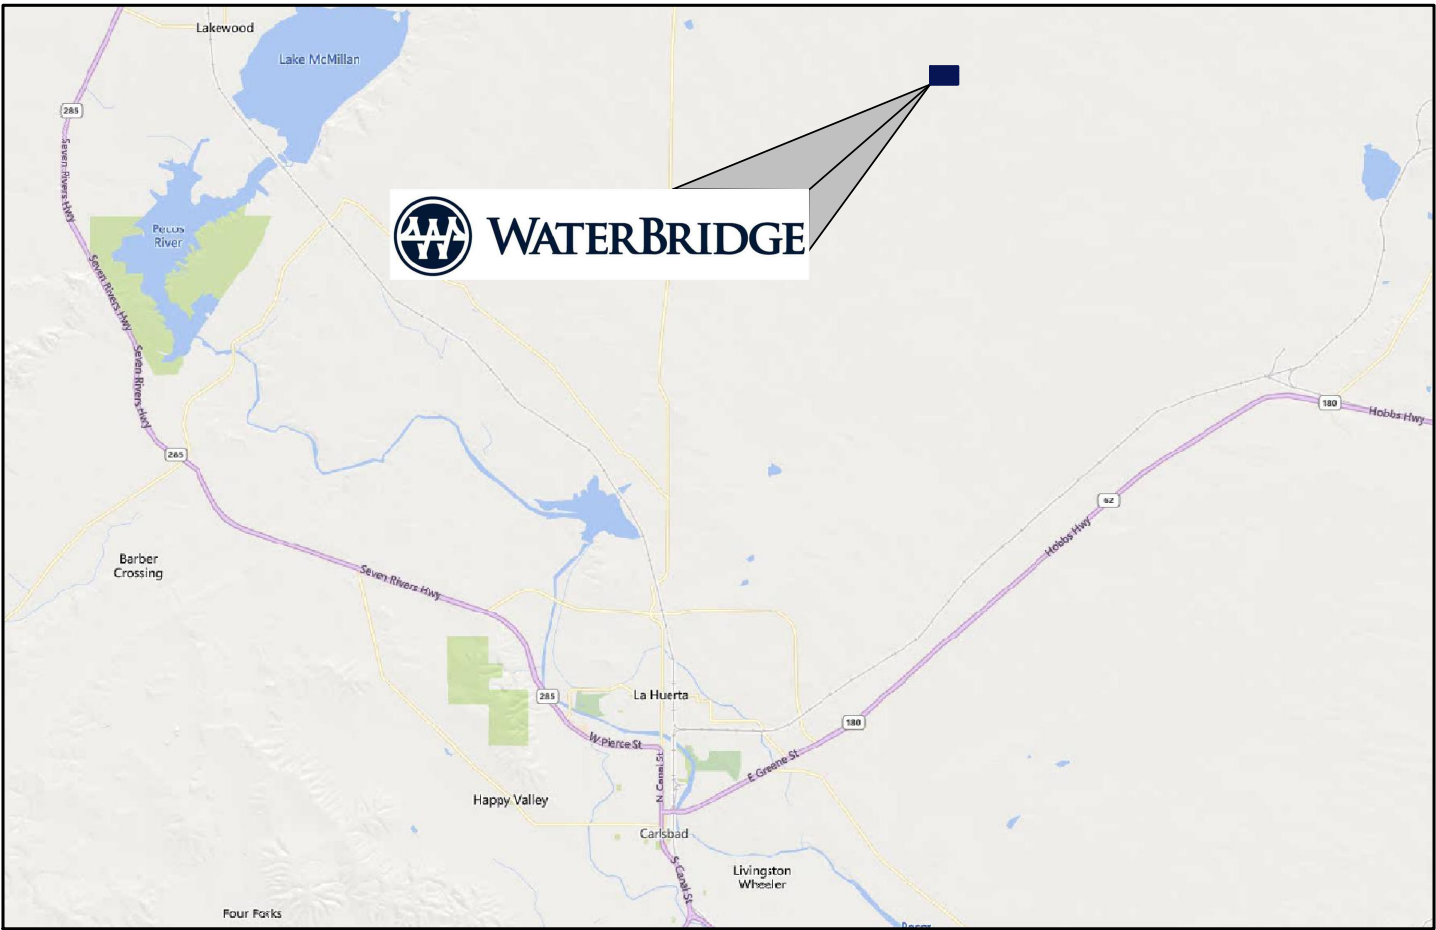 Lakewood
Lake McMillan
285
Seven Rivers Hwy
Pecos
River
WATERBRIDGE
Seven Rivers Hwy
Seven Rivers Hwy
180
Hobbs Hwy
285
62
Hobbs Hwy
Barber
Crossing
Seven Rivers Hwy
285
La Huerta
180
W Pierce St
N Canal St
E Greene St
Happy Valley
Carlsbad
S Canal St
Livingston
Wheeler
Four Forks